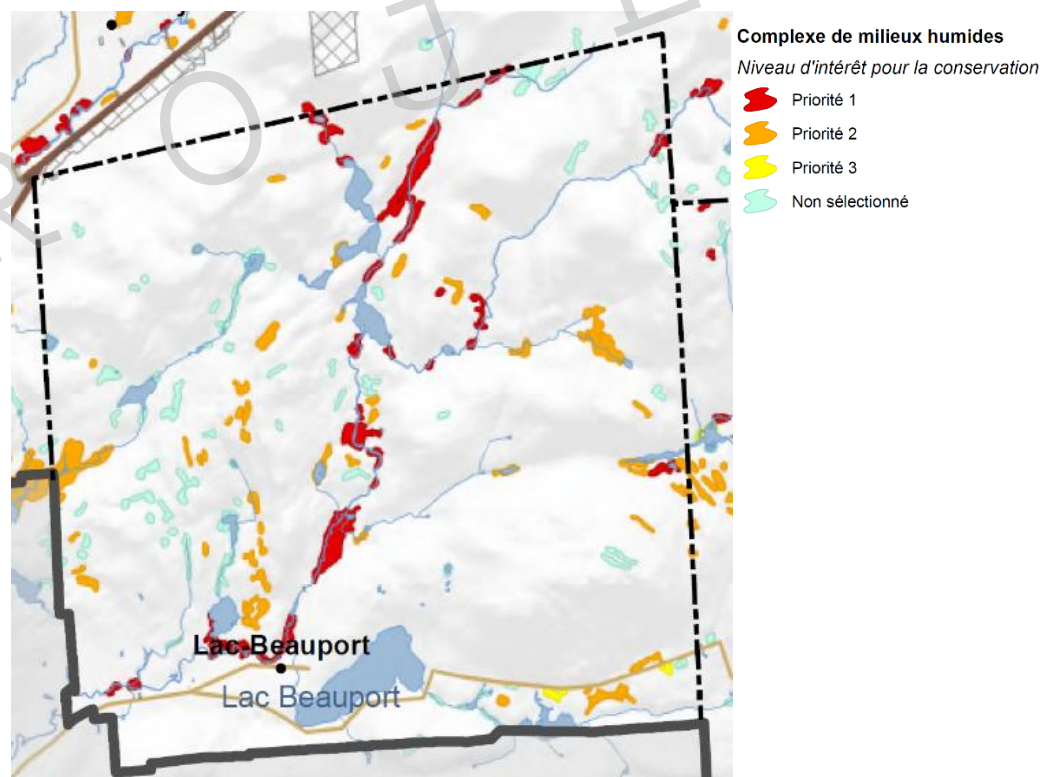 Complexe de milieux humides
Niveau d'intérêt pour la conservation
Priorité 1
Priorité 2
Priorité 3
Non sélectionné
R O J
Lac-Beauport
Lac Beauport